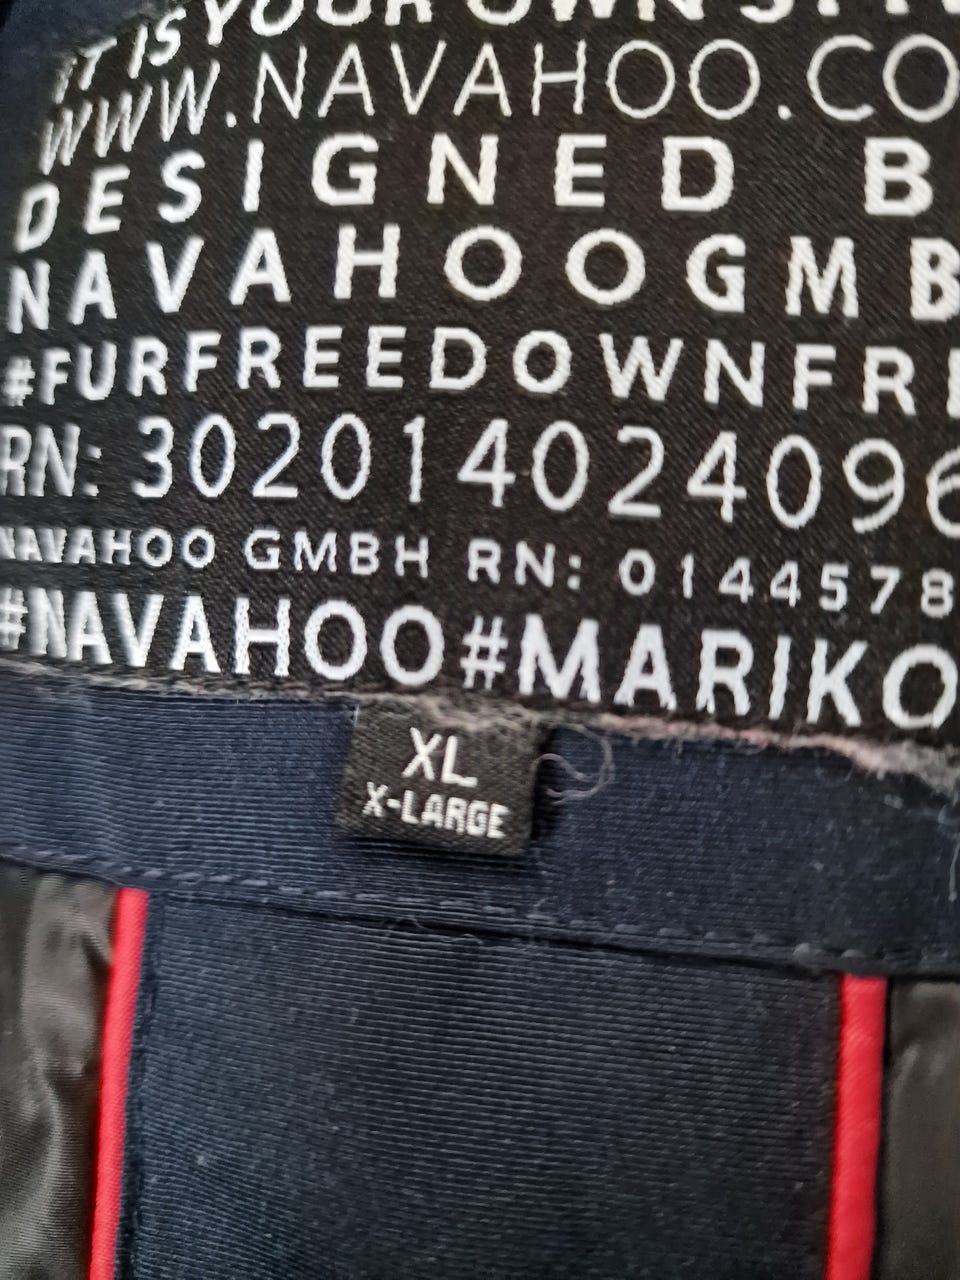 IT IS YOUR OWN
WWW.NAVAHOO.CO
DESIGNED B
NAVAHOOGMB
#FURFREEDOWNFR
RN: 302014024096
NAVAHOO GMBH RN: 0144578
#NAVAHOO#MARIKO
XL
X-LARGE